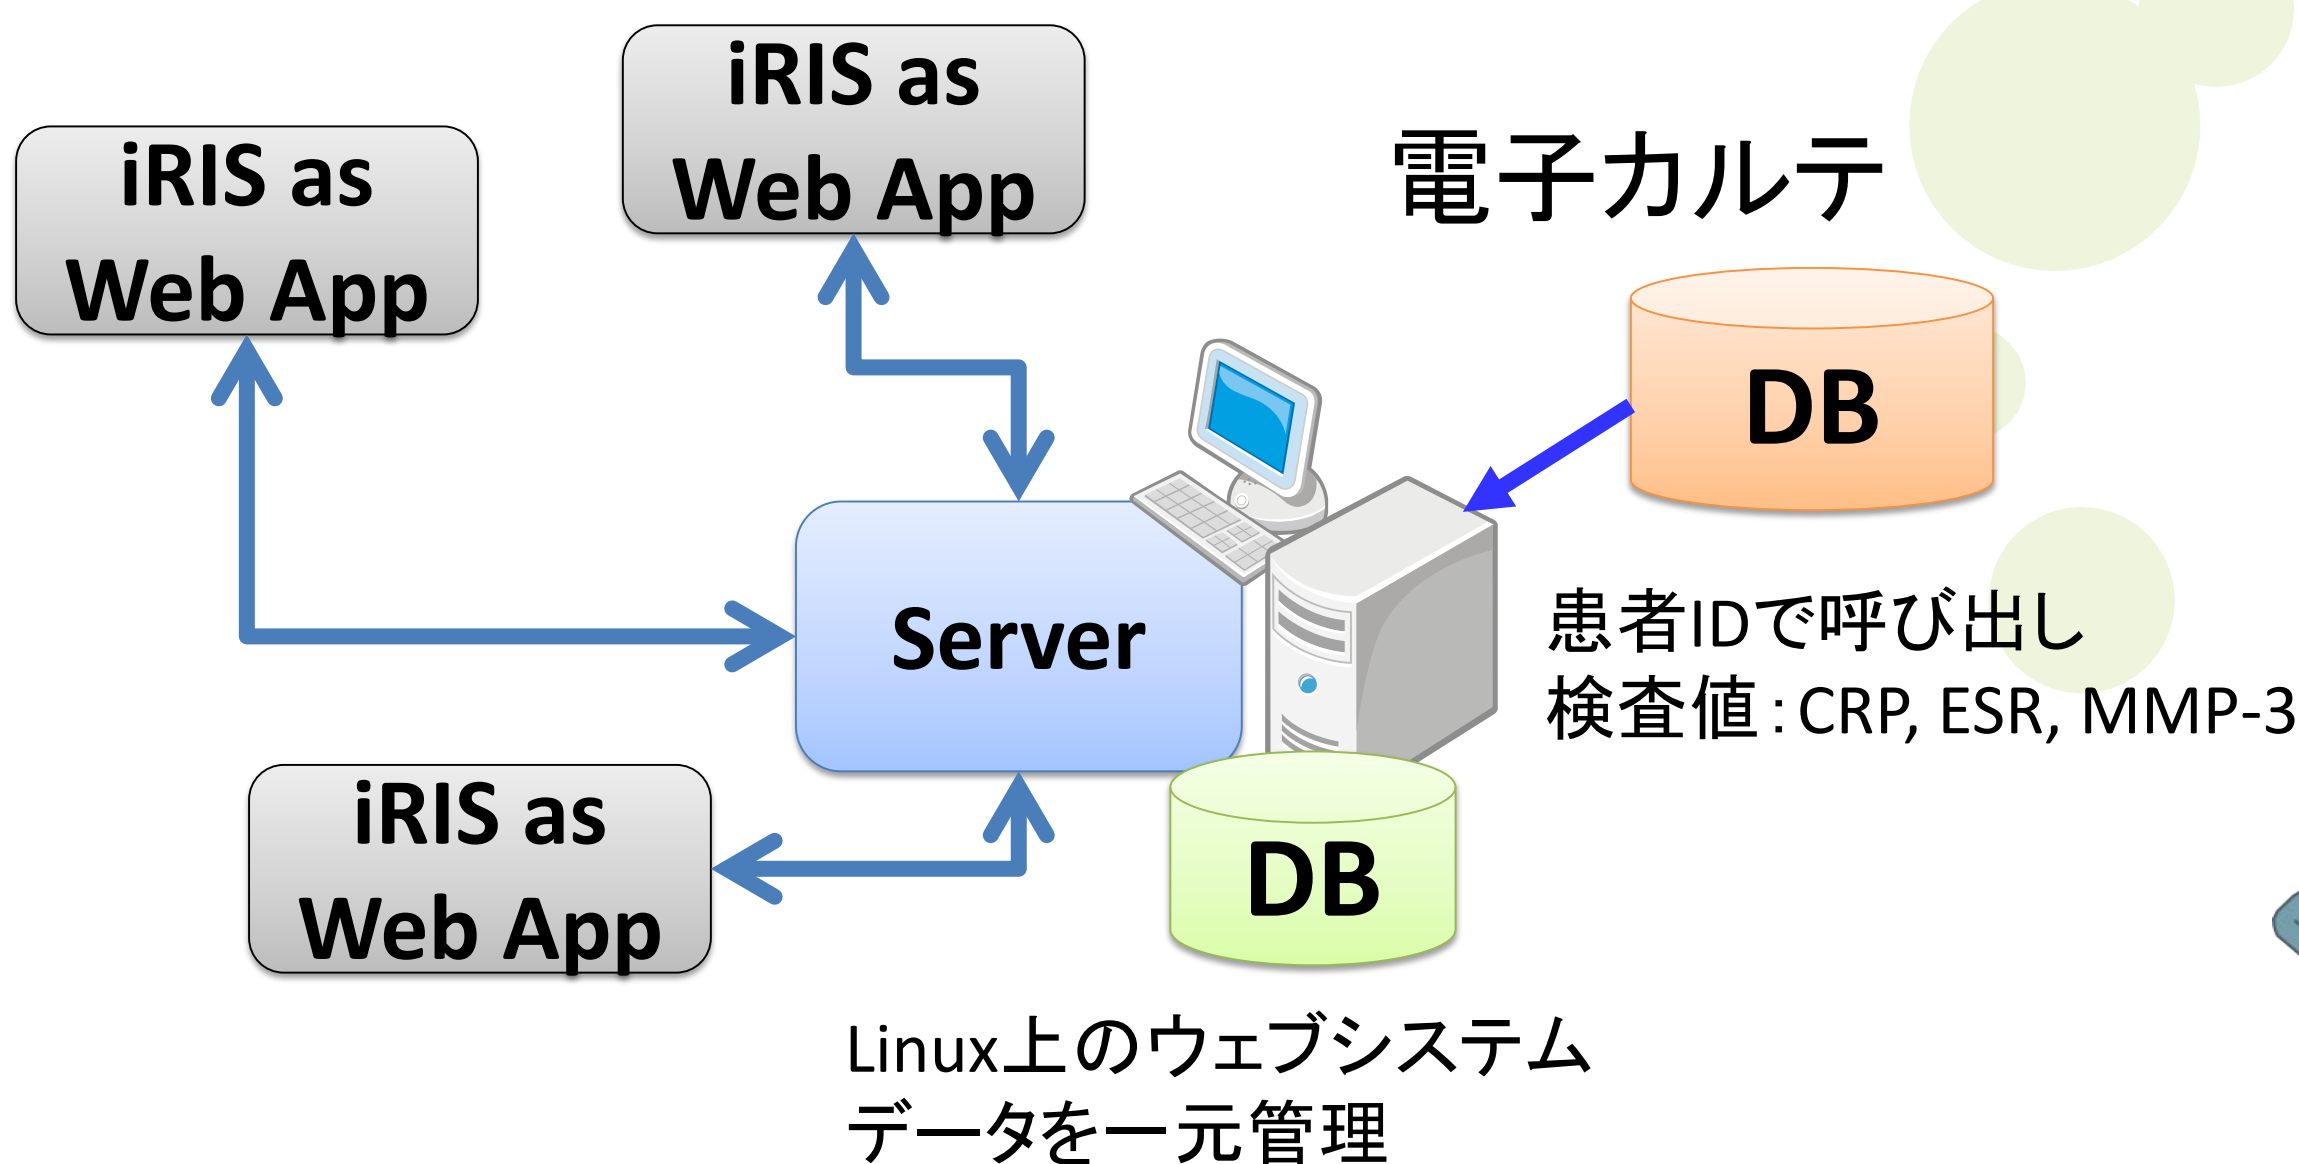 iRIS as
Web App
iRIS as
Web App
電子カルテ
DB
Server
患者IDで呼び出し
検査値：CRP, ESR, MMP-3
iRIS as
Web App
DB
Linux上のウェブシステム
データを一元管理